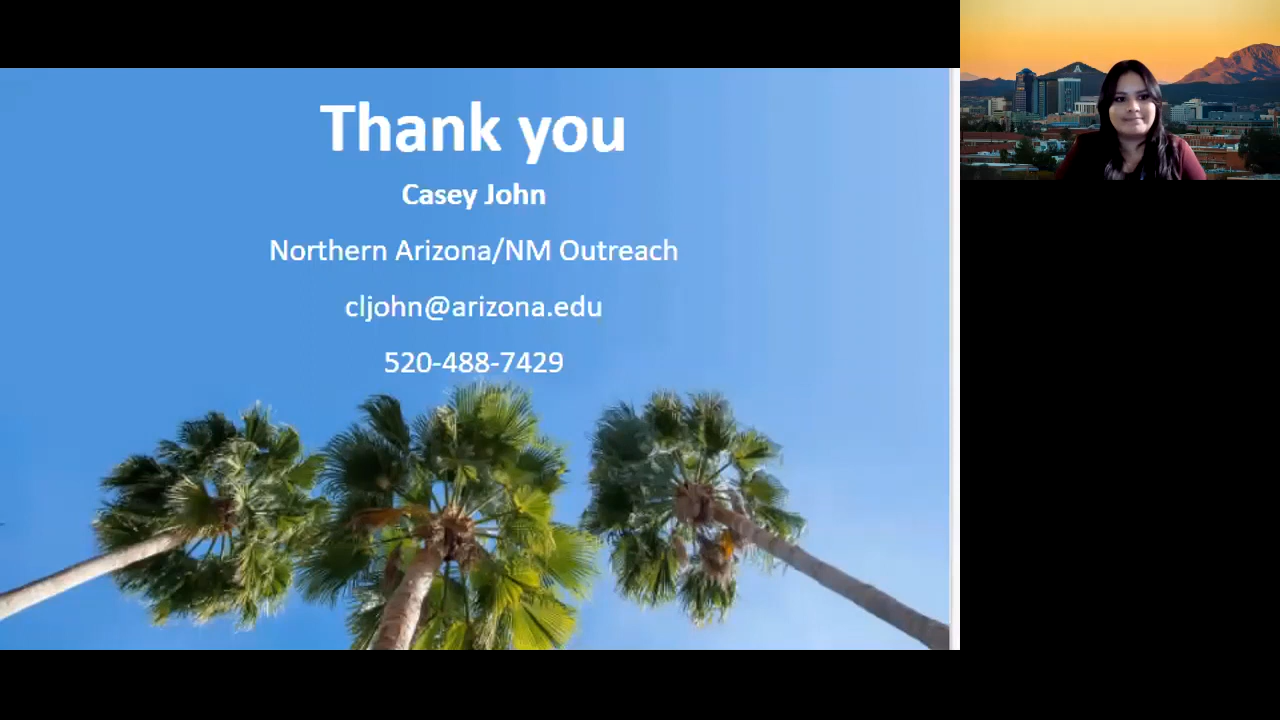 Thank you
Casey John
Northern Arizona/NM Outreach
cljohn@arizona.edu
520-488-7429